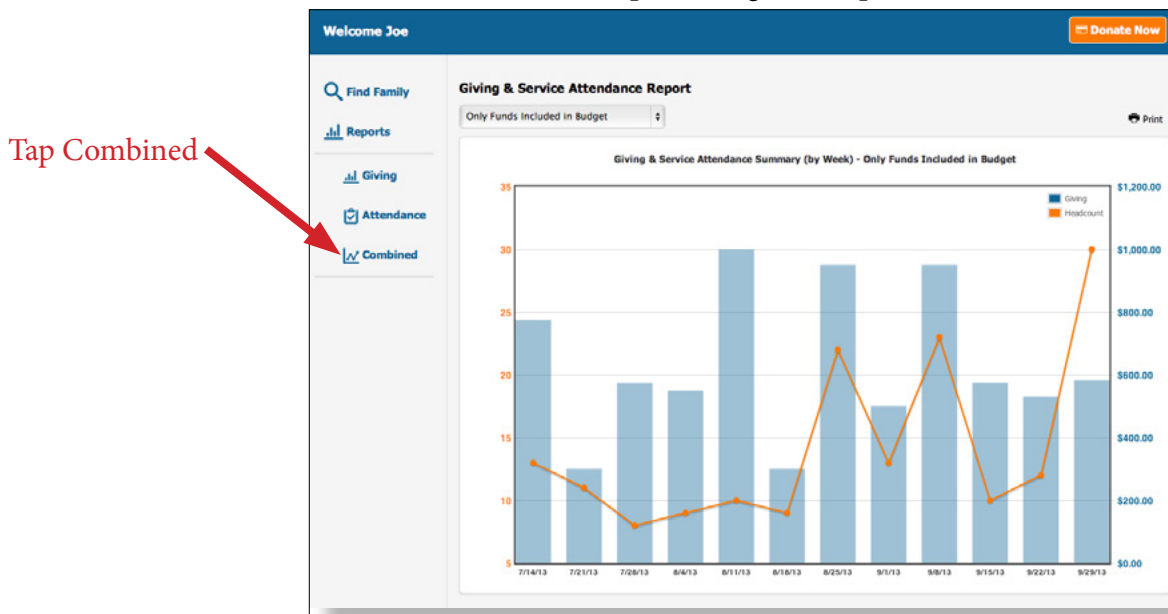 Welcome Joe
Donate Now
Find Family
Reports
Giving
Attendance
Combined
Tap Combined
Giving & Service Attendance Report
Only Funds Included in Budget
Print
Giving & Service Attendance Summary (by Week) - Only Funds Included in Budget
Giving
Headcount
35
30
25
20
15
10
5
$1,200.00
$1,000.00
$800.00
$600.00
$400.00
$200.00
$0.00
7/14/13 7/21/13 7/28/13 8/4/13 8/11/13 8/18/13 8/25/13 9/1/13 9/8/13 9/15/13 9/22/13 9/29/13